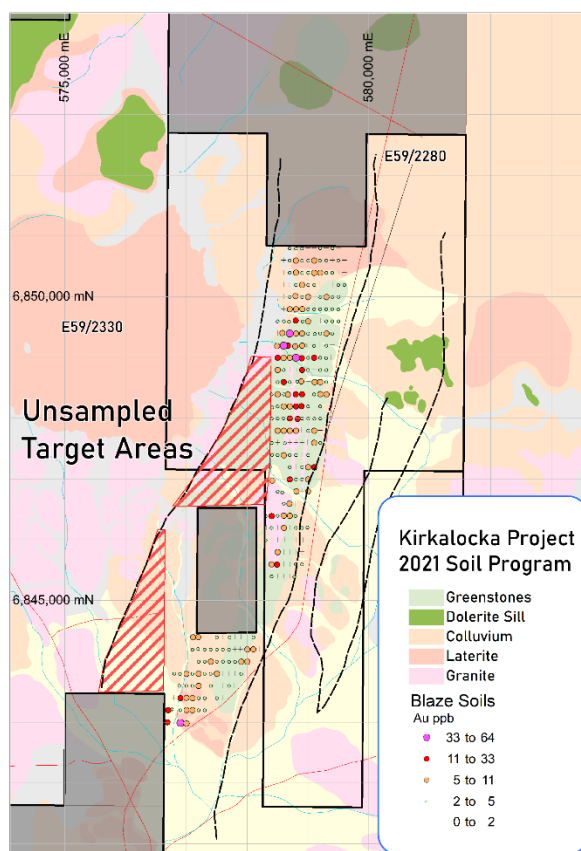 575,000 mE
580,000 mE
E59/2280
6,850,000 mN
E59/2330
Unsampled
Target Areas
6,845,000 mN
Kirkalocka Project
2021 Soil Program
Greenstones
Dolerite Sill
Colluvium
Laterite
Granite
Blaze Soils
Au ppb
33 to 64
11 to 33
5 to 11
2 to 5
0 to 2